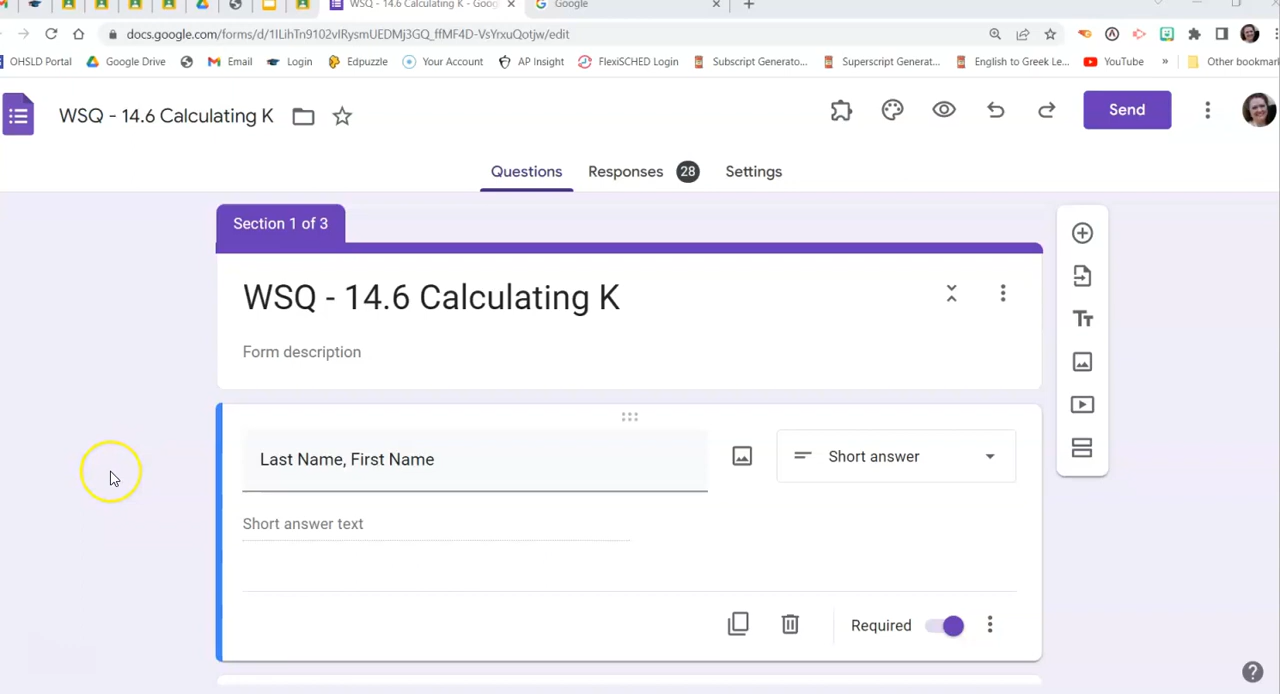 WSQ - 14.6 Calculating K - Goog
Google
docs.google.com/forms/d/1ILihTn9102vIRysmUEDMj3GQ_ffMF4D-VsYrxuQotjw/edit
OHSLD Portal
Google Drive
Email
Login
Edpuzzle
Your Account
AP Insight
FlexiSCHED Login
Subscript Generato...
Superscript Generat...
English to Greek Le...
YouTube
»
Other bookmar
WSQ - 14.6 Calculating K
Send
Questions
Responses 28
Settings
Section 1 of 3
WSQ - 14.6 Calculating K
Form description
Last Name, First Name
Short answer
Short answer text
Required